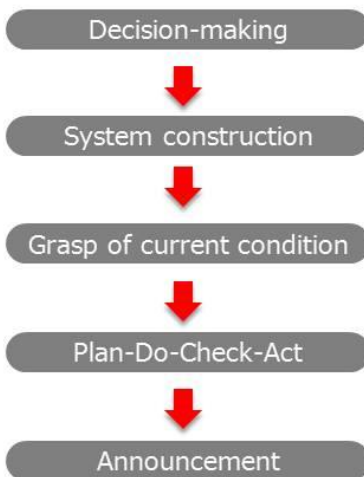 Decision-making
System construction
Grasp of current condition
Plan-Do-Check-Act
Announcement